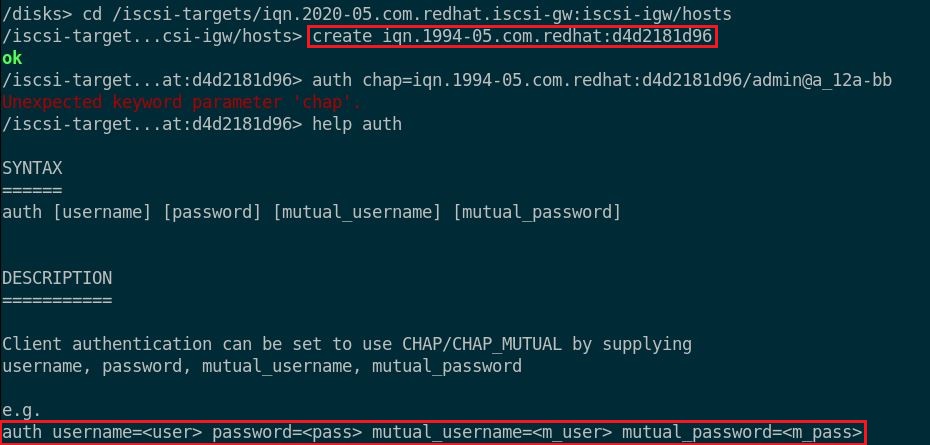 /disks> cd /iscsi-targets/iqn.2020-05.com.redhat.iscsi-gw:iscsi-igw/hosts
/iscsi-target...csi-igw/hosts> create iqn.1994-05.com.redhat:d4d2181d96
ok
/iscsi-target...at:d4d2181d96> auth chap=iqn.1994-05.com.redhat:d4d2181d96/admin@a_12a-bb
Unexpected keyword parameter 'chap'.
/iscsi-target...at:d4d2181d96> help auth
SYNTAX
======
auth [username] [password] [mutual_username] [mutual_password]
DESCRIPTION
===========
Client authentication can be set to use CHAP/CHAP_MUTUAL by supplying
username, password, mutual_username, mutual_password
e.g.
auth username=<user> password=<pass> mutual_username=<m_user> mutual_password=<m_pass>